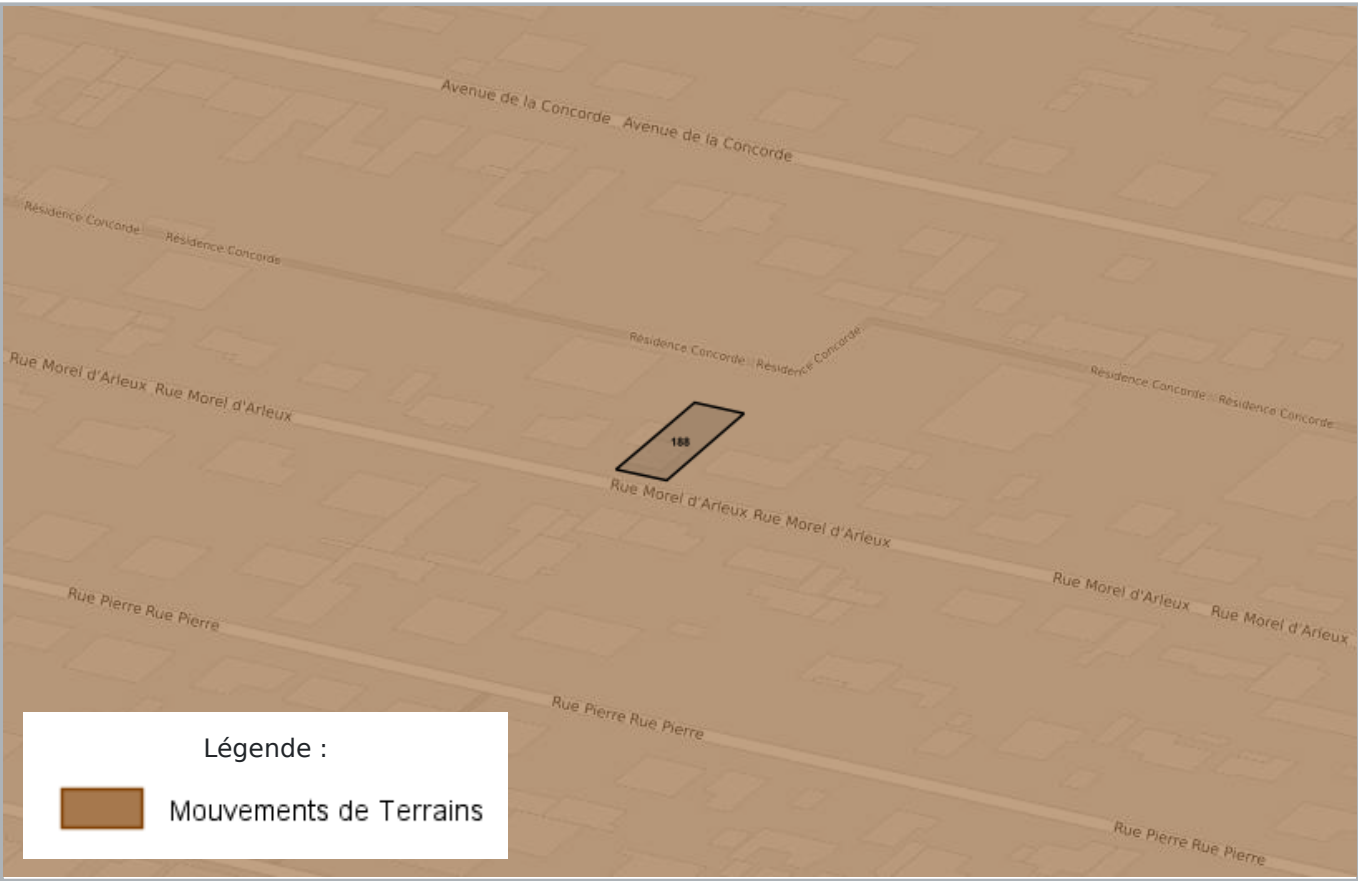 Avenue de la Concorde Avenue de la Concorde
Résidence Concorde Résidence Concorde
Résidence Concorde Résidence Concorde
Résidence Concorde Résidence Concorde
Rue Morel d'Arleux Rue Morel d'Arleux
188
Rue Morel d'Arleux Rue Morel d'Arleux
Rue Morel d'Arleux Rue Morel d'Arleux
Rue Pierre Rue Pierre
Rue Pierre Rue Pierre
Rue Pierre Rue Pierre
Légende :
Mouvements de Terrains